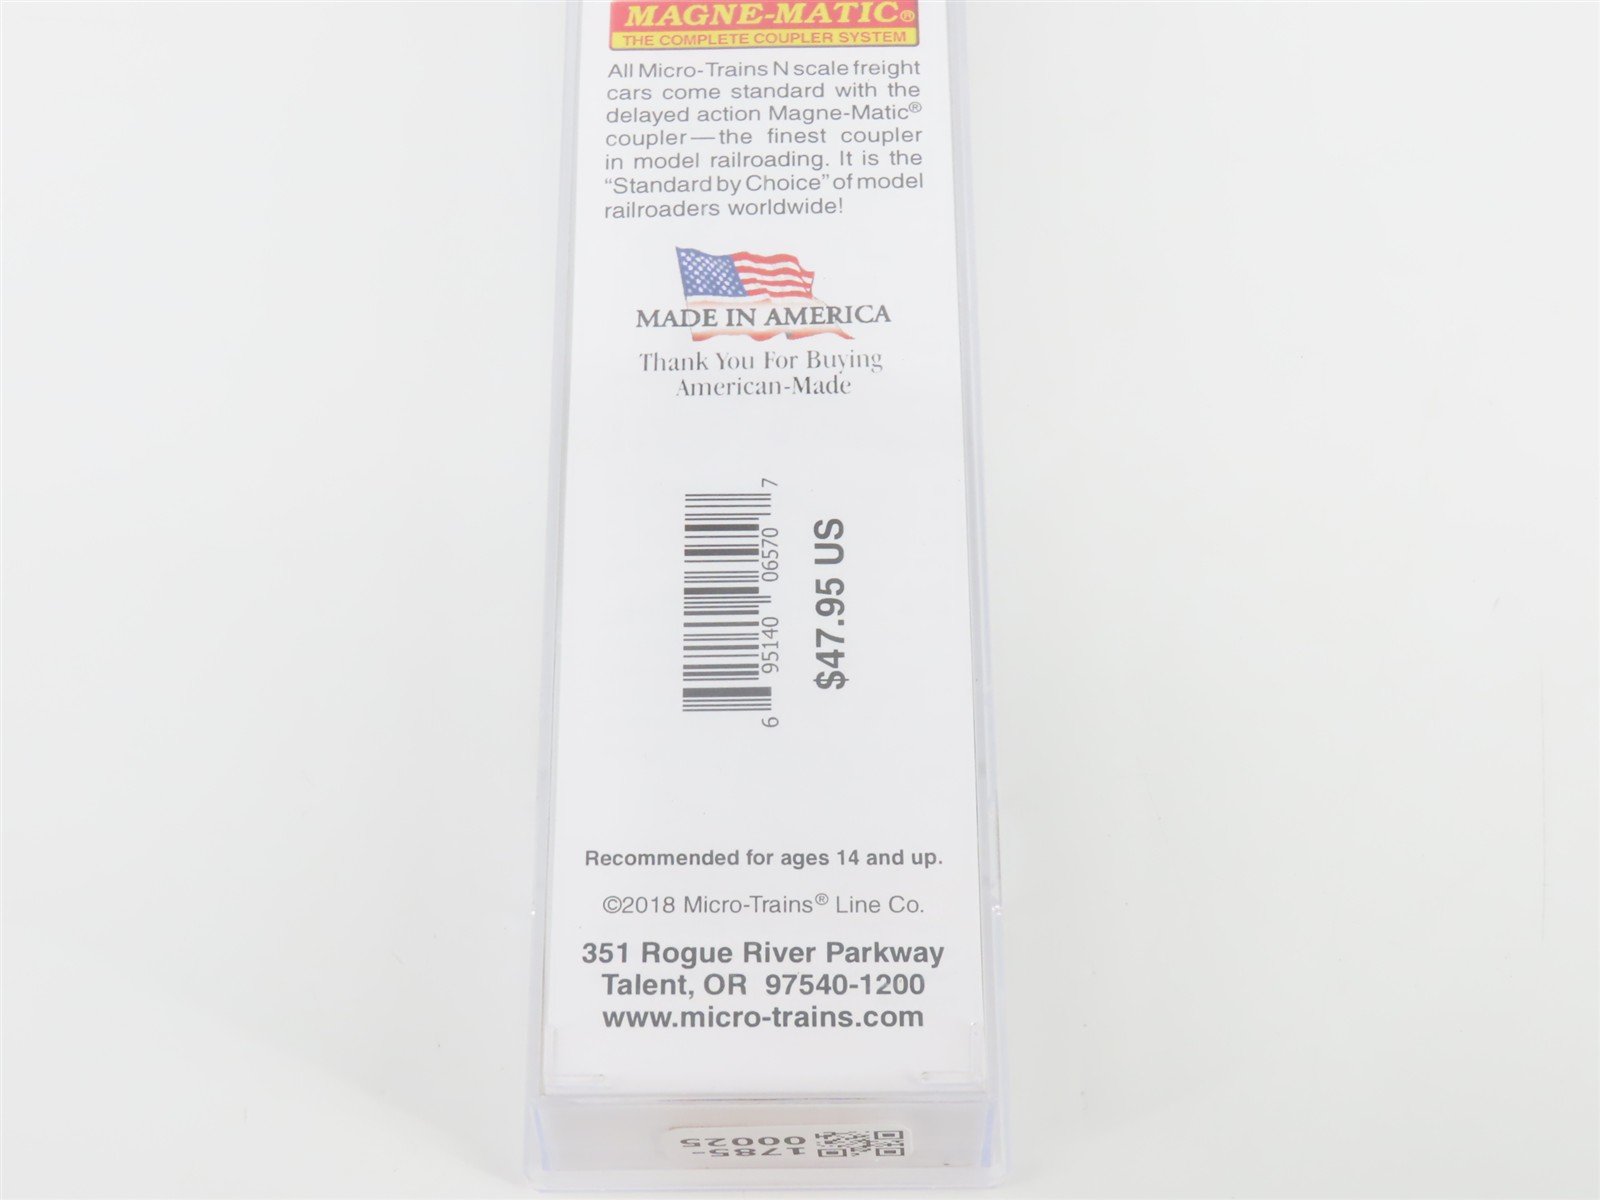 MAGNE-MATIC®
THE COMPLETE COUPLER SYSTEM
All Micro-Trains N scale freight
cars come standard with the
delayed action Magne-Matic®
coupler—the finest coupler
in model railroading. It is the
“Standard by Choice” of model
railroaders worldwide!
MADE IN AMERICA
Thank You For Buying
American-Made
6 95140 06570 7
$47.95 US
Recommended for ages 14 and up.
©2018 Micro-Trains® Line Co.
351 Rogue River Parkway
Talent, OR 97540-1200
www.micro-trains.com
1785-
00025